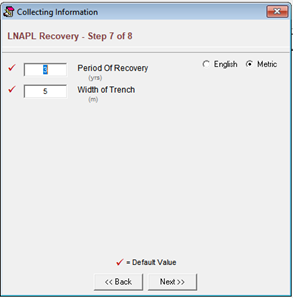 Collecting Information
LNAPL Recovery - Step 7 of 8
3 Period Of Recovery
(yrs)
English Metric
5 Width of Trench
(m)
= Default Value
<< Back Next >>